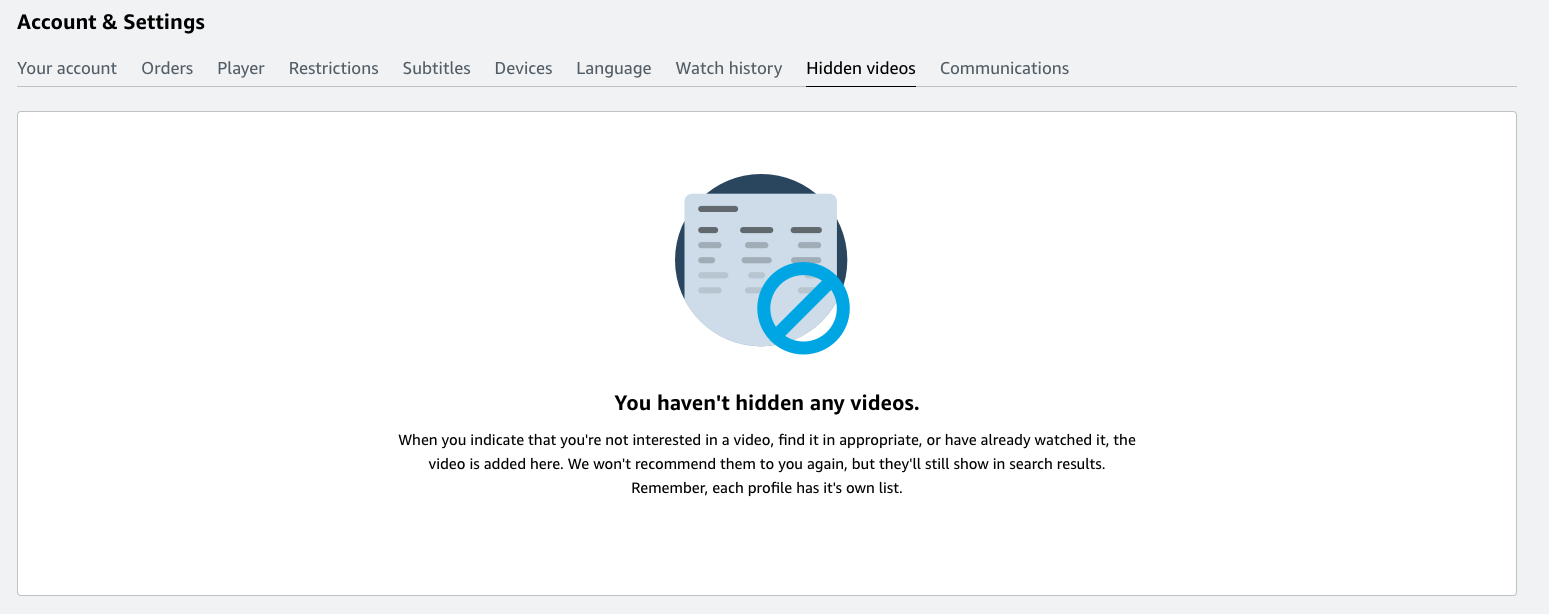 Account & Settings
Your account Orders Player Restrictions Subtitles Devices Language Watch history Hidden videos Communications
You haven't hidden any videos.
When you indicate that you're not interested in a video, find it in appropriate, or have already watched it, the
video is added here. We won't recommend them to you again, but they'll still show in search results.
Remember, each profile has it's own list.